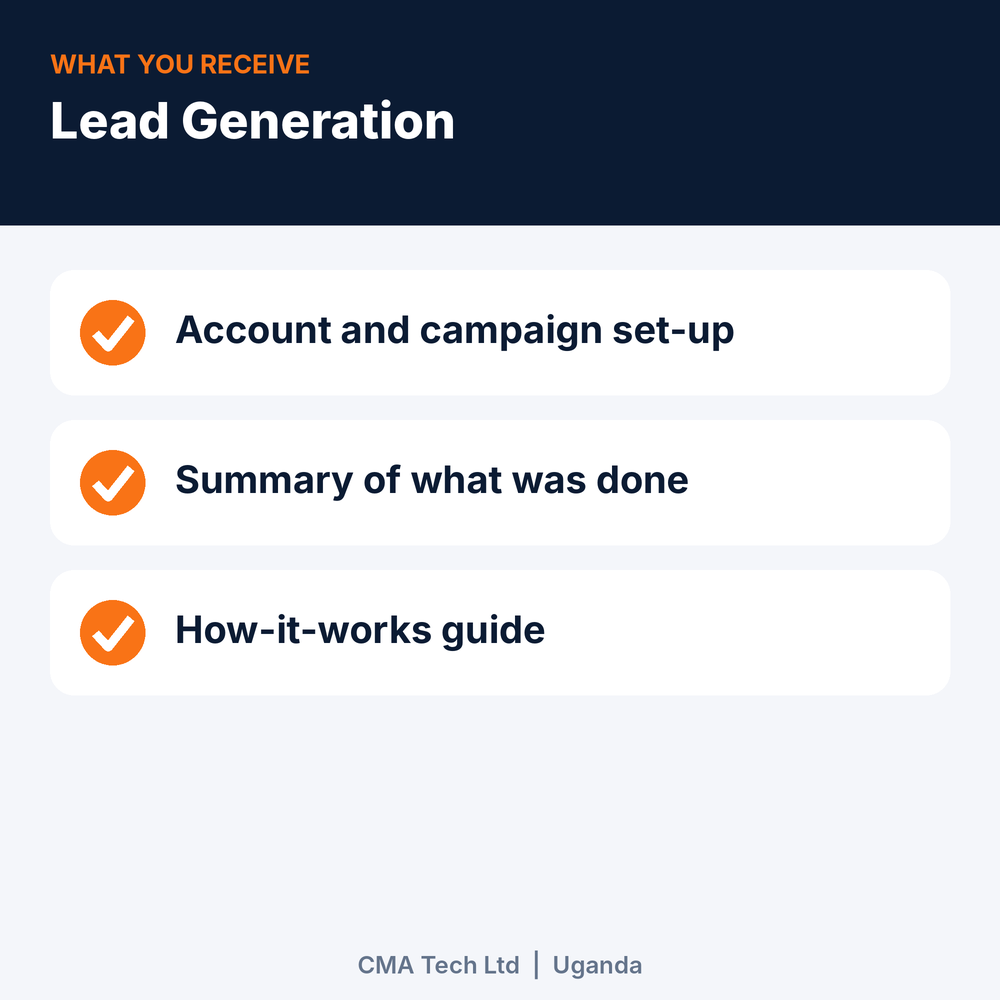 WHAT YOU RECEIVE
Lead Generation
Account and campaign set-up
Summary of what was done
How-it-works guide
CMA Tech Ltd | Uganda